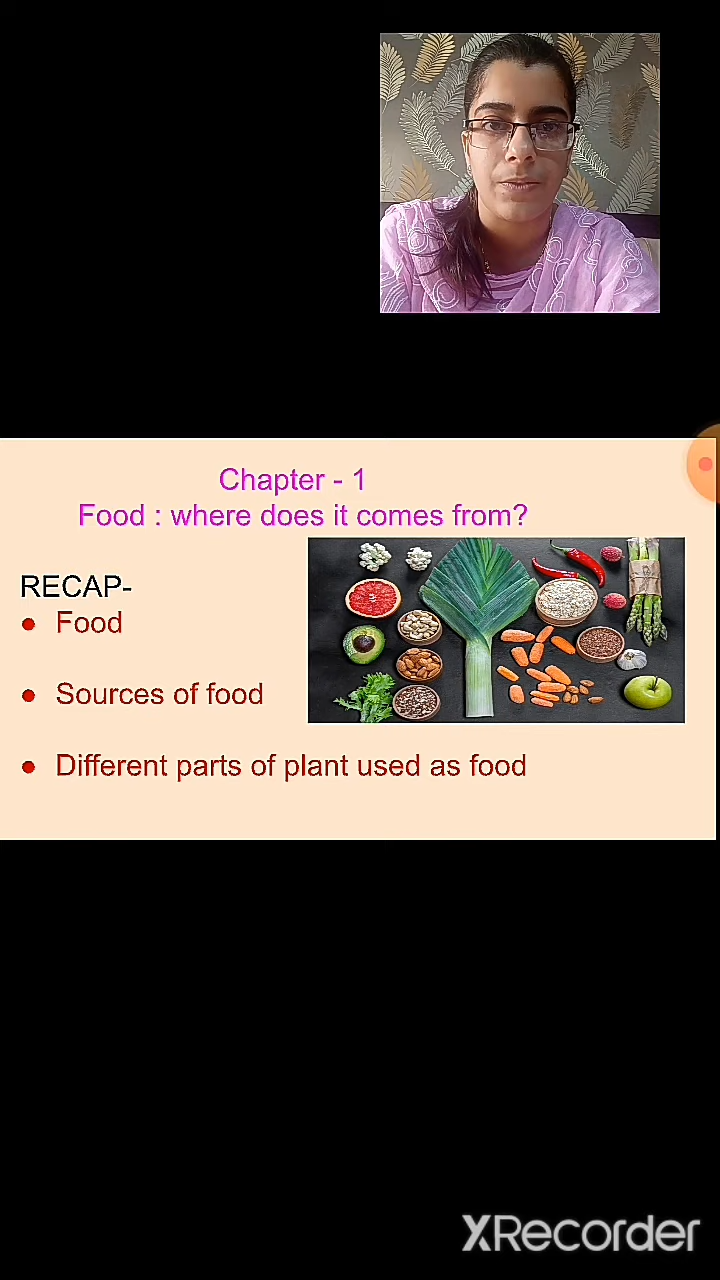 Chapter - 1
Food : where does it comes from?
RECAP-
● Food
● Sources of food
● Different parts of plant used as food
XRecorder